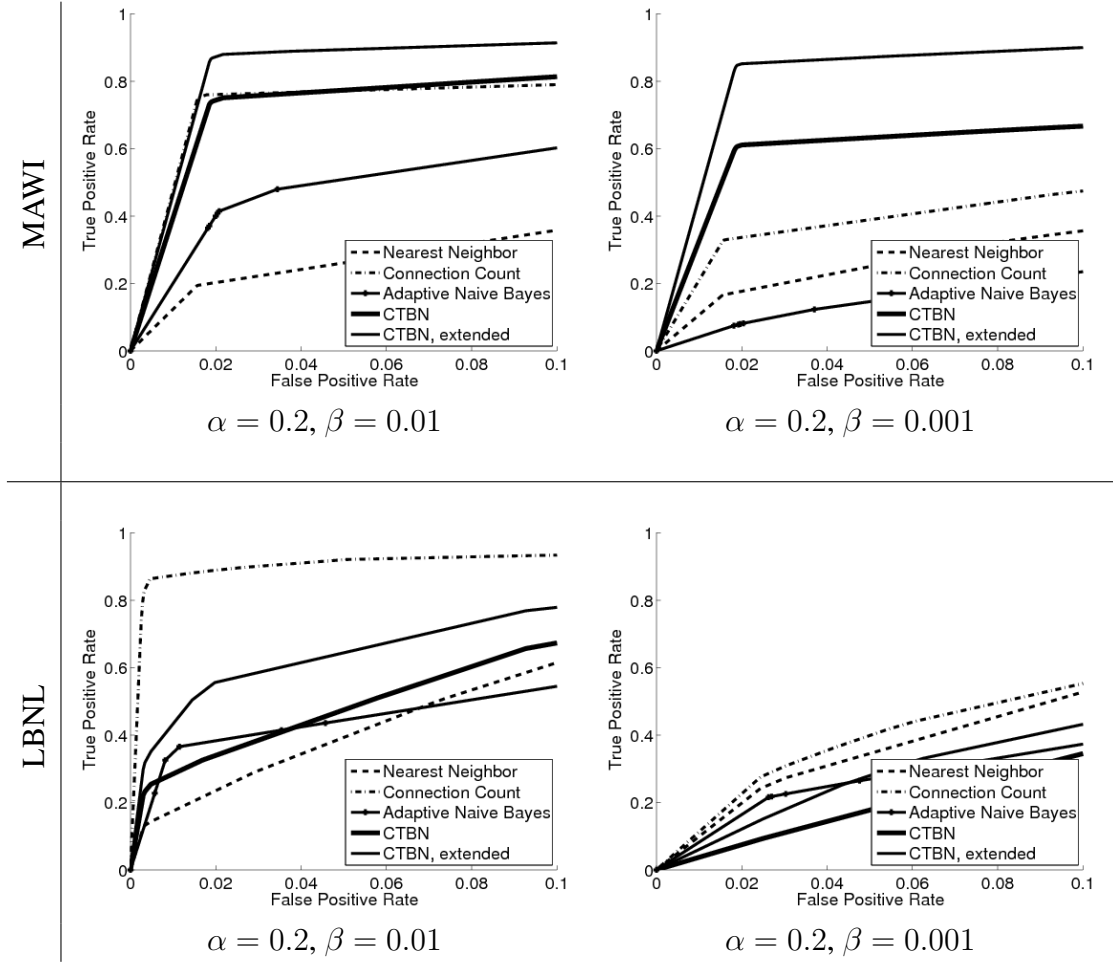 MAWI
1
0.8
0.6
0.4
0.2
0
True Positive Rate
Nearest Neighbor
Connection Count
Adaptive Naive Bayes
CTBN
CTBN, extended
0 0.02 0.04 0.06 0.08 0.1
False Positive Rate
α = 0.2, β = 0.01
1
0.8
0.6
0.4
0.2
0
True Positive Rate
Nearest Neighbor
Connection Count
Adaptive Naive Bayes
CTBN
CTBN, extended
0 0.02 0.04 0.06 0.08 0.1
False Positive Rate
α = 0.2, β = 0.001
LBNL
1
0.8
0.6
0.4
0.2
0
True Positive Rate
Nearest Neighbor
Connection Count
Adaptive Naive Bayes
CTBN
CTBN, extended
0 0.02 0.04 0.06 0.08 0.1
False Positive Rate
α = 0.2, β = 0.01
1
0.8
0.6
0.4
0.2
0
True Positive Rate
Nearest Neighbor
Connection Count
Adaptive Naive Bayes
CTBN
CTBN, extended
0 0.02 0.04 0.06 0.08 0.1
False Positive Rate
α = 0.2, β = 0.001